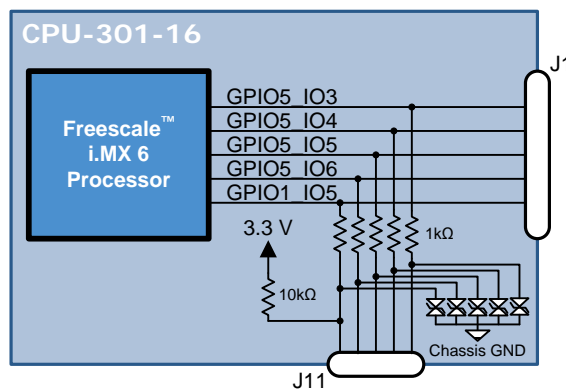 CPU-301-16
J1
Freescale™
i.MX 6
Processor
GPIO5_IO3
GPIO5_IO4
GPIO5_IO5
GPIO5_IO6
GPIO1_IO5
3.3 V
1kΩ
10kΩ
Chassis GND
J11